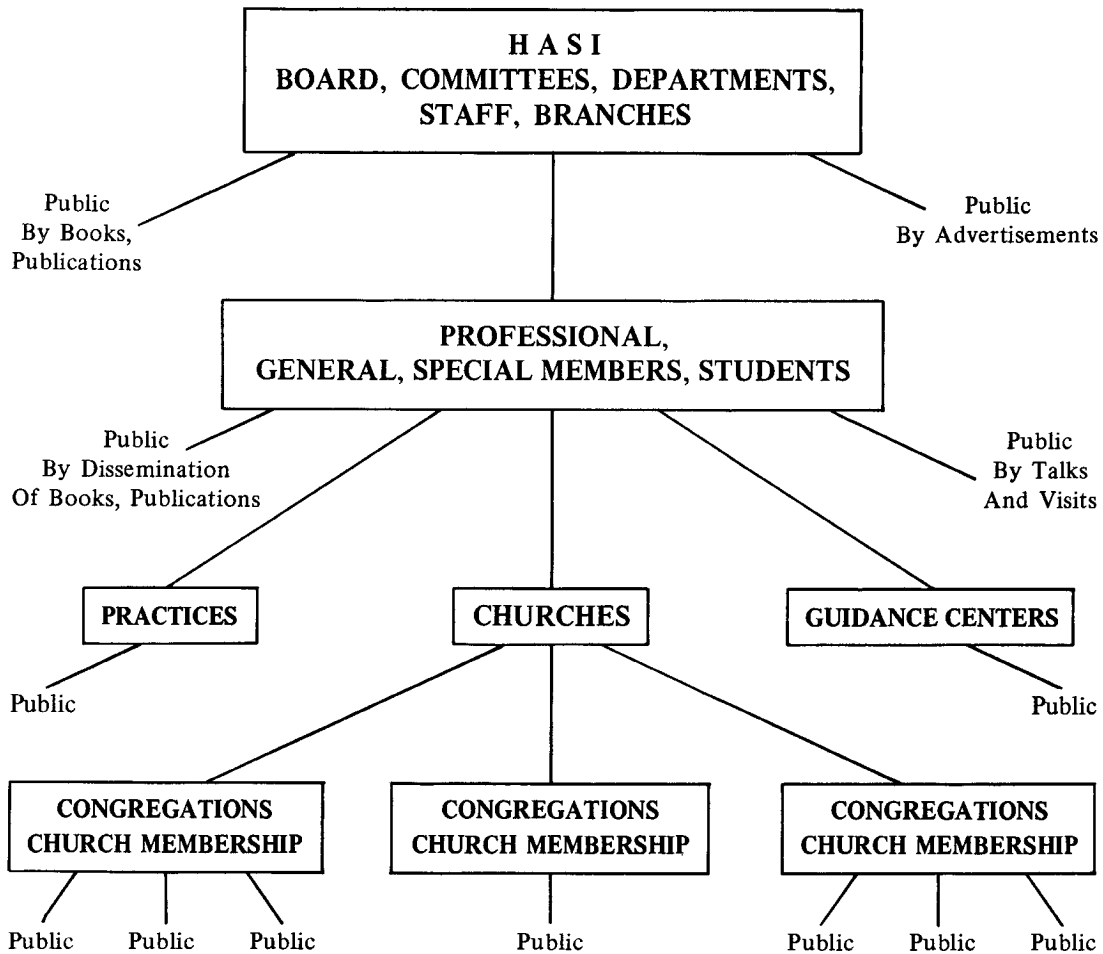 H A S I
BOARD, COMMITTEES, DEPARTMENTS,
STAFF, BRANCHES
Public
By Books,
Publications
Public
By Advertisements
PROFESSIONAL,
GENERAL, SPECIAL MEMBERS, STUDENTS
Public
By Dissemination
Of Books, Publications
Public
By Talks
And Visits
PRACTICES
CHURCHES
GUIDANCE CENTERS
Public
Public
CONGREGATIONS
CHURCH MEMBERSHIP
CONGREGATIONS
CHURCH MEMBERSHIP
CONGREGATIONS
CHURCH MEMBERSHIP
Public
Public
Public
Public
Public
Public
Public